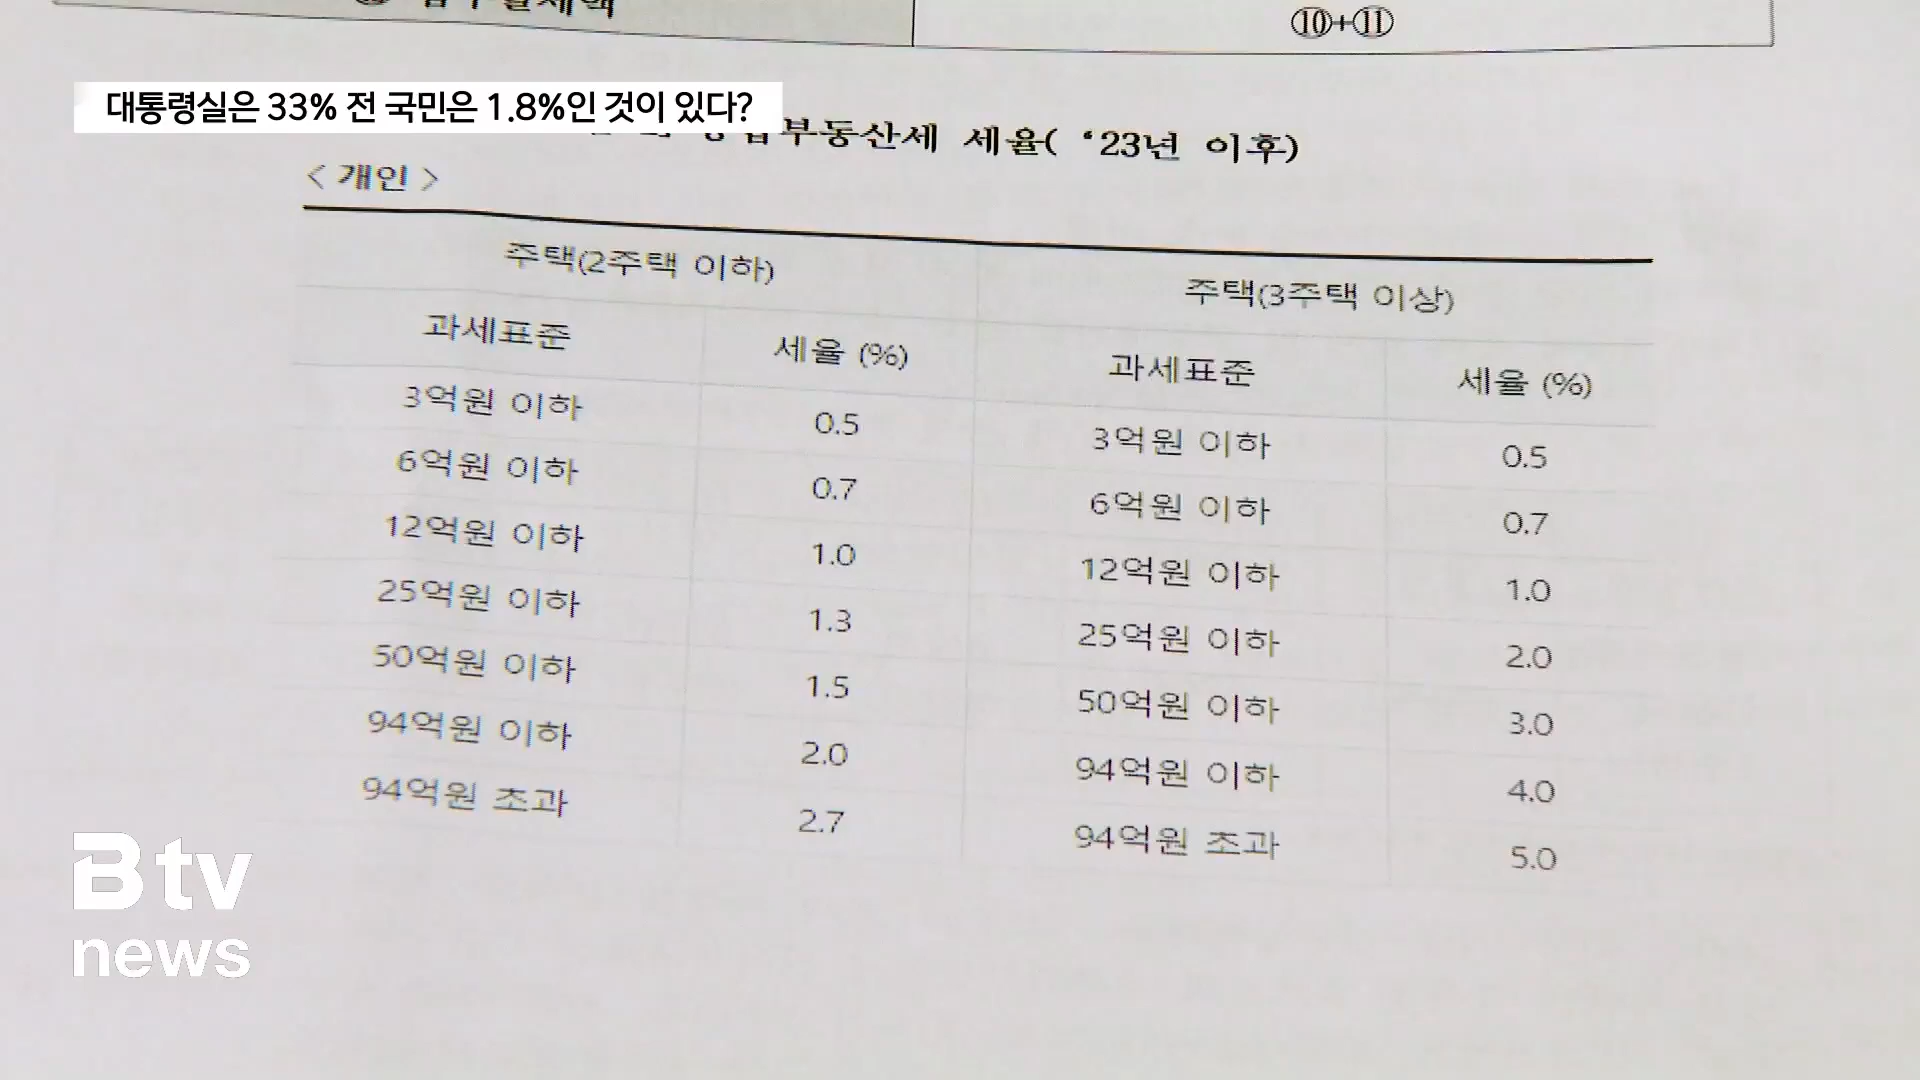 ⑩+⑪
대통령실은 33% 전 국민은 1.8%인 것이 있다?
종합부동산세 세율( ‘23년 이후)
< 개인 >
주택(2주택 이하) 주택(3주택 이상)
과세표준 세율 (%) 과세표준 세율 (%)
3억원 이하 0.5 3억원 이하 0.5
6억원 이하 0.7 6억원 이하 0.7
12억원 이하 1.0 12억원 이하 1.0
25억원 이하 1.3 25억원 이하 2.0
50억원 이하 1.5 50억원 이하 3.0
94억원 이하 2.0 94억원 이하 4.0
94억원 초과 2.7 94억원 초과 5.0
B tv
news